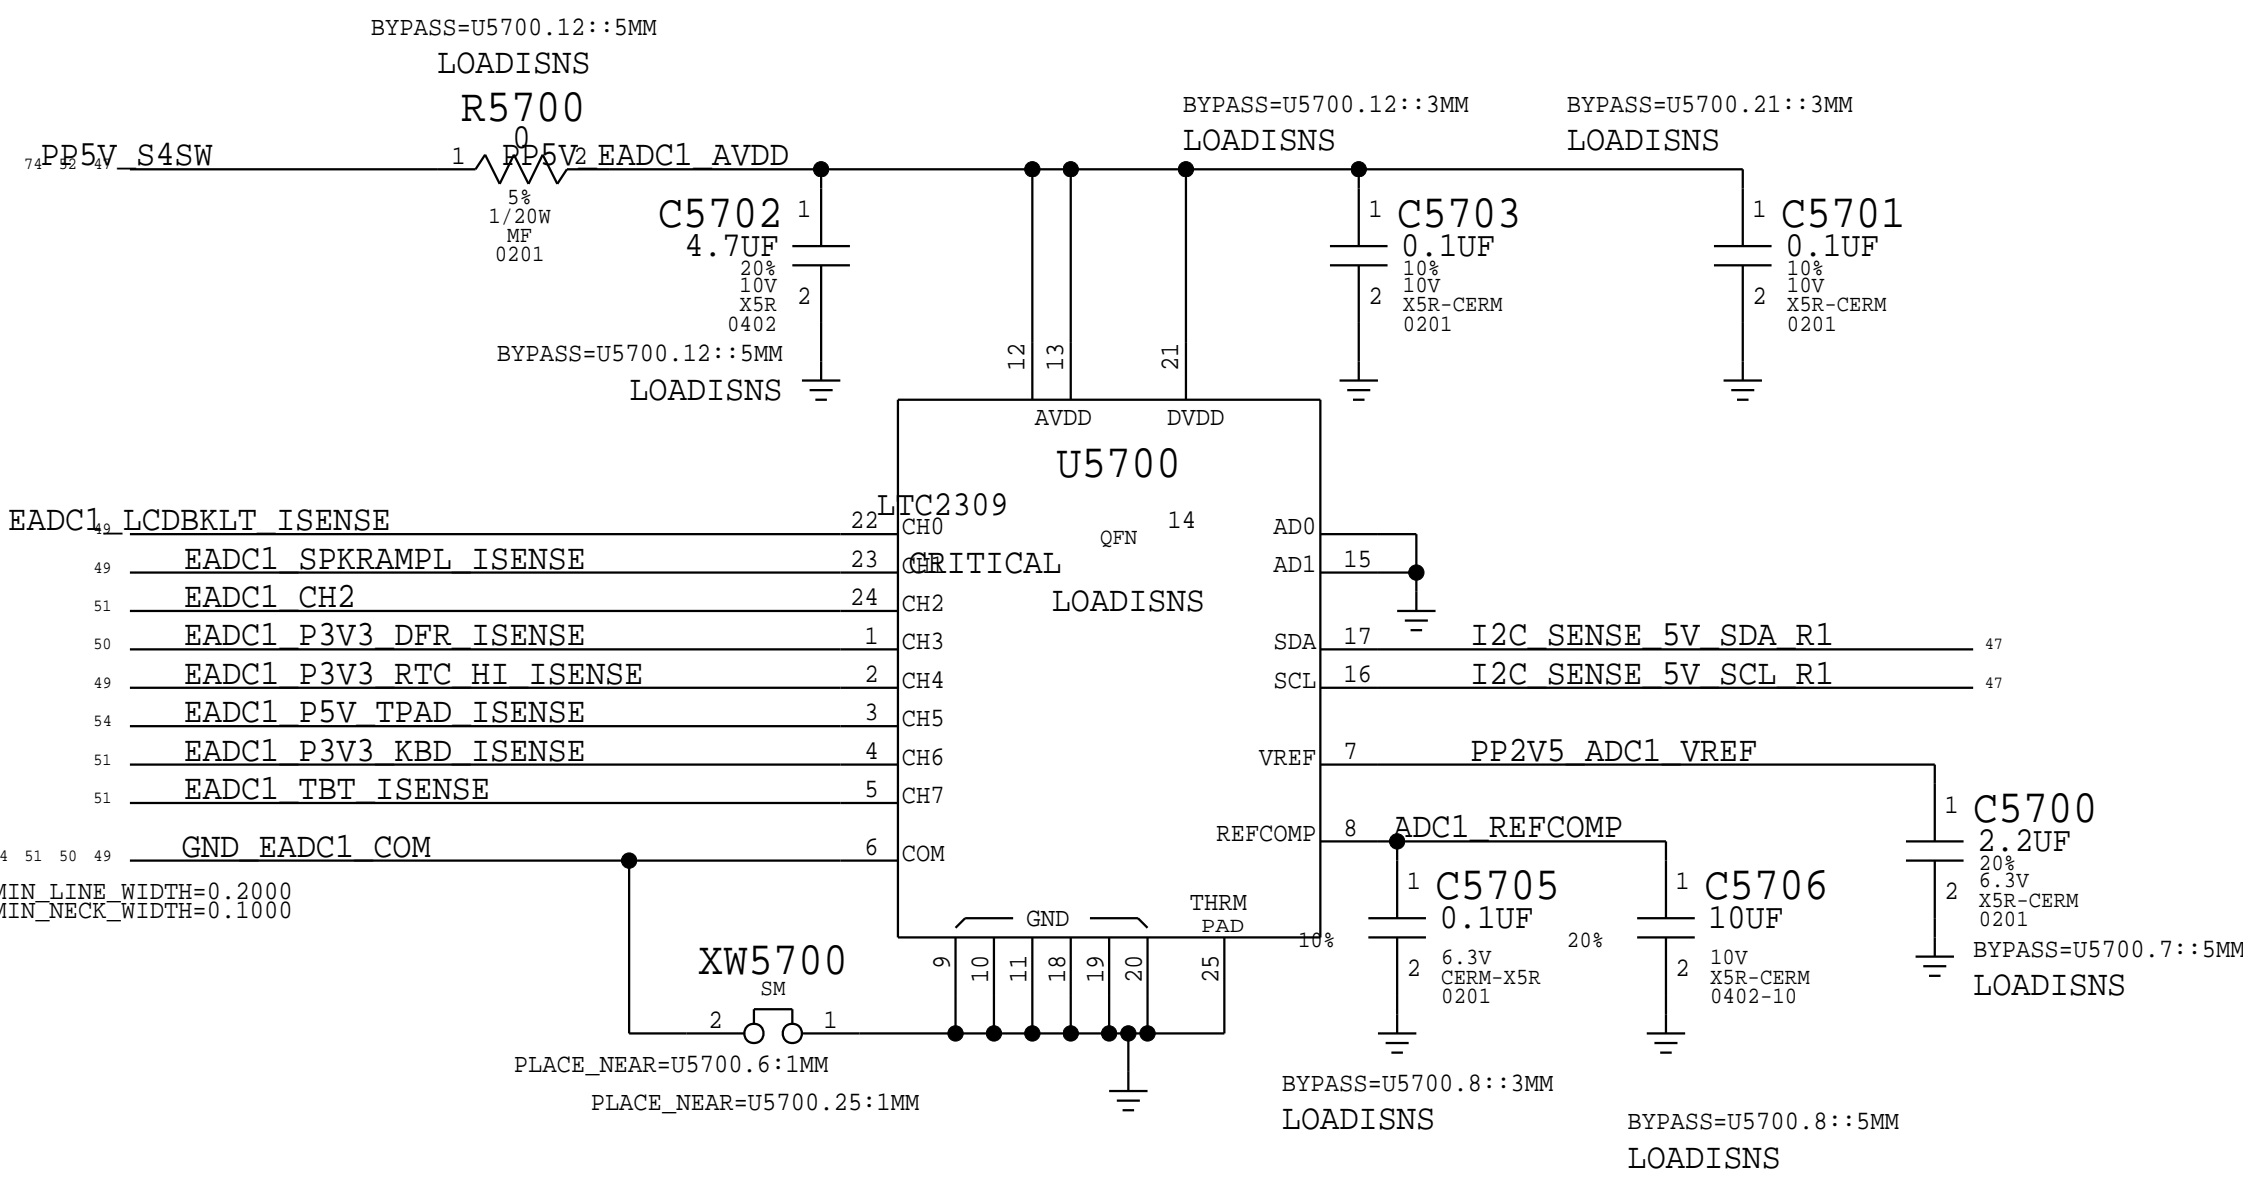 BYPASS=U5700.12::5MM
LOADISNS
R5700
0
PP5V_S4SW
74 52 47
1
2
PP5V_EADC1_AVDD
5%
1/20W
MF
0201
BYPASS=U5700.12::3MM
LOADISNS
BYPASS=U5700.21::3MM
LOADISNS
C5702
4.7UF
20%
10V
X5R
0402
1
2
BYPASS=U5700.12::5MM
LOADISNS
1
2
C5703
0.1UF
10%
10V
X5R-CERM
0201
1
2
C5701
0.1UF
10%
10V
X5R-CERM
0201
12
13
21
AVDD
DVDD
U5700
LTC2309
QFN
14
CRITICAL
LOADISNS
EADC1_LCDBKLT_ISENSE
49
22
CH0
AD0
49
EADC1_SPKRAMPL_ISENSE
23
CH1
AD1
15
51
EADC1_CH2
24
CH2
50
EADC1_P3V3_DFR_ISENSE
1
CH3
SDA
17
I2C_SENSE_5V_SDA_R1
47
49
EADC1_P3V3_RTC_HI_ISENSE
2
CH4
SCL
16
I2C_SENSE_5V_SCL_R1
47
54
EADC1_P5V_TPAD_ISENSE
3
CH5
51
EADC1_P3V3_KBD_ISENSE
4
CH6
VREF
7
PP2V5_ADC1_VREF
51
EADC1_TBT_ISENSE
5
CH7
REFCOMP
8
ADC1_REFCOMP
4 51 50 49
GND_EADC1_COM
6
COM
MIN_LINE_WIDTH=0.2000
MIN_NECK_WIDTH=0.1000
GND
THRM
PAD
9
10
11
18
19
20
25
XW5700
SM
2
1
PLACE_NEAR=U5700.6:1MM
PLACE_NEAR=U5700.25:1MM
1
2
C5705
0.1UF
10%
6.3V
CERM-X5R
0201
BYPASS=U5700.8::3MM
LOADISNS
1
2
C5706
10UF
20%
10V
X5R-CERM
0402-10
BYPASS=U5700.8::5MM
LOADISNS
1
2
C5700
2.2UF
20%
6.3V
X5R-CERM
0201
BYPASS=U5700.7::5MM
LOADISNS